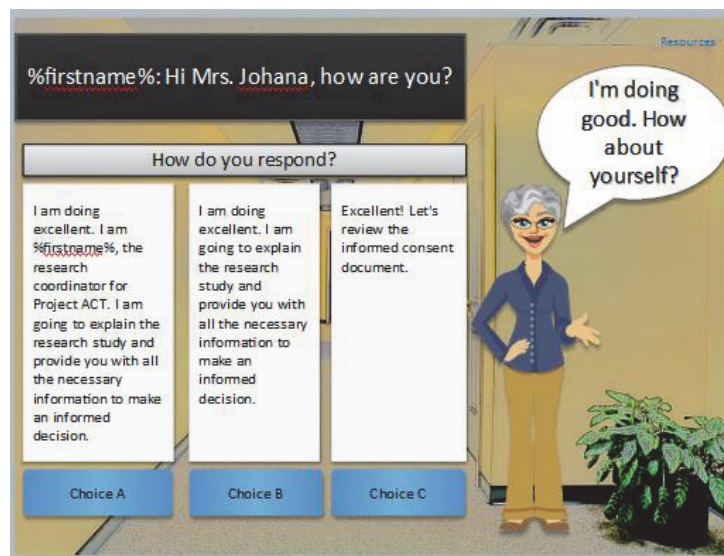 Resources
%firstname%: Hi Mrs. Johana, how are you?
I'm doing
good. How
about
yourself?
How do you respond?
I am doing
excellent. I am
%firstname%, the
research
coordinator for
Project ACT. I am
going to explain the
research study and
provide you with all
the necessary
information to make
an informed
decision.
I am doing
excellent. I am
going to explain
the research
study and
provide you with
all the necessary
information to
make an
informed
decision.
Excellent! Let's
review the
informed consent
document.
Choice A
Choice B
Choice C